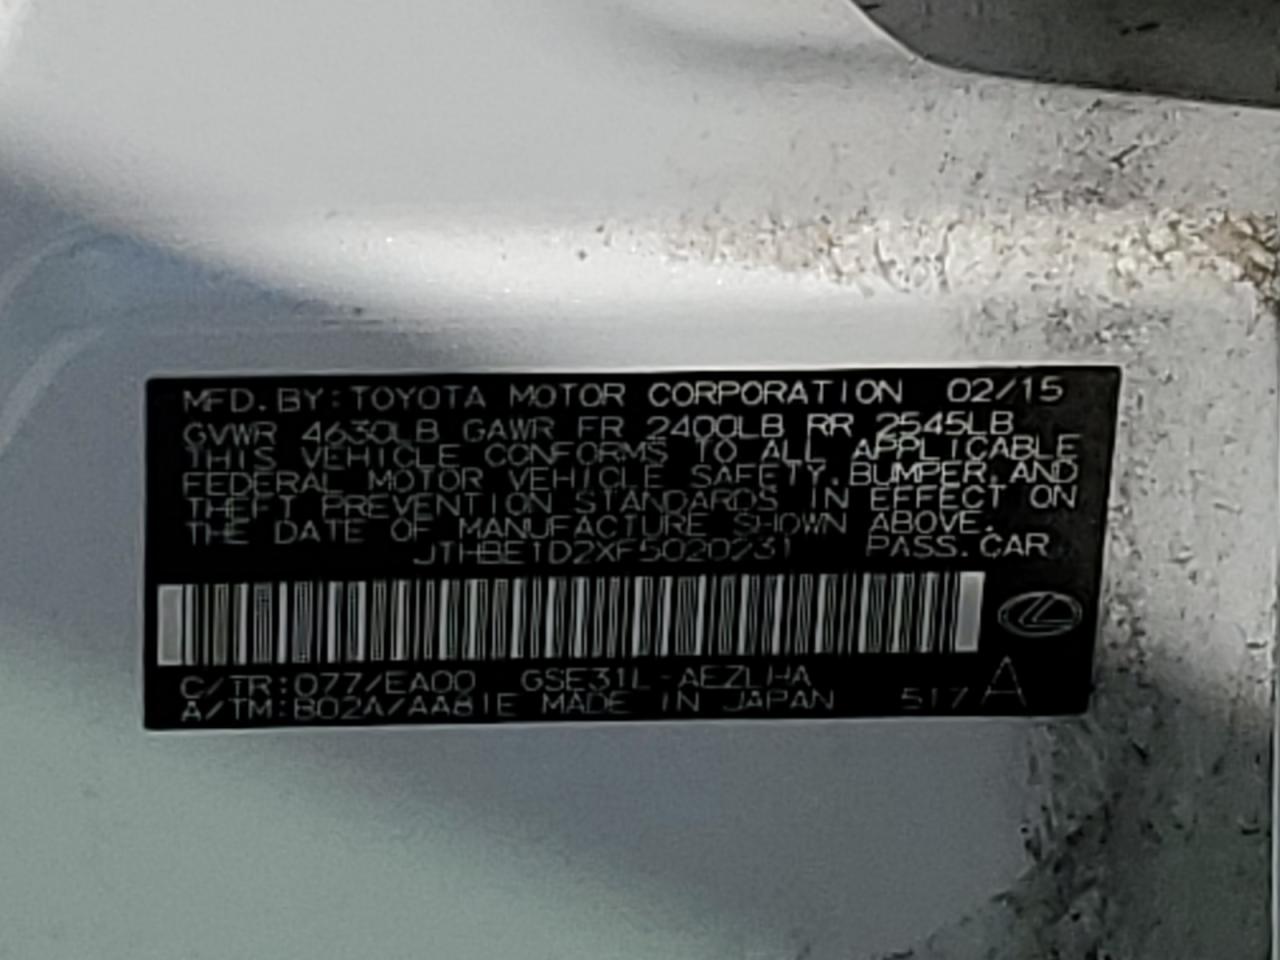 MFD. BY: TOYOTA MOTOR CORPORATION 02/15
GVWR 4630LB GAWR FR 2400LB RR 2545LB
THIS VEHICLE CONFORMS TO ALL APPLICABLE
FEDERAL MOTOR VEHICLE SAFETY, BUMPER, AND
THEFT PREVENTION STANDARDS IN EFFECT ON
THE DATE OF MANUFACTURE SHOWN ABOVE.
JTHBE1D2XF5020231 PASS. CAR
C/TR: 077/EA00 GSE31L-AEZLHA
A/TM: B02A/AA81E MADE IN JAPAN 517 A